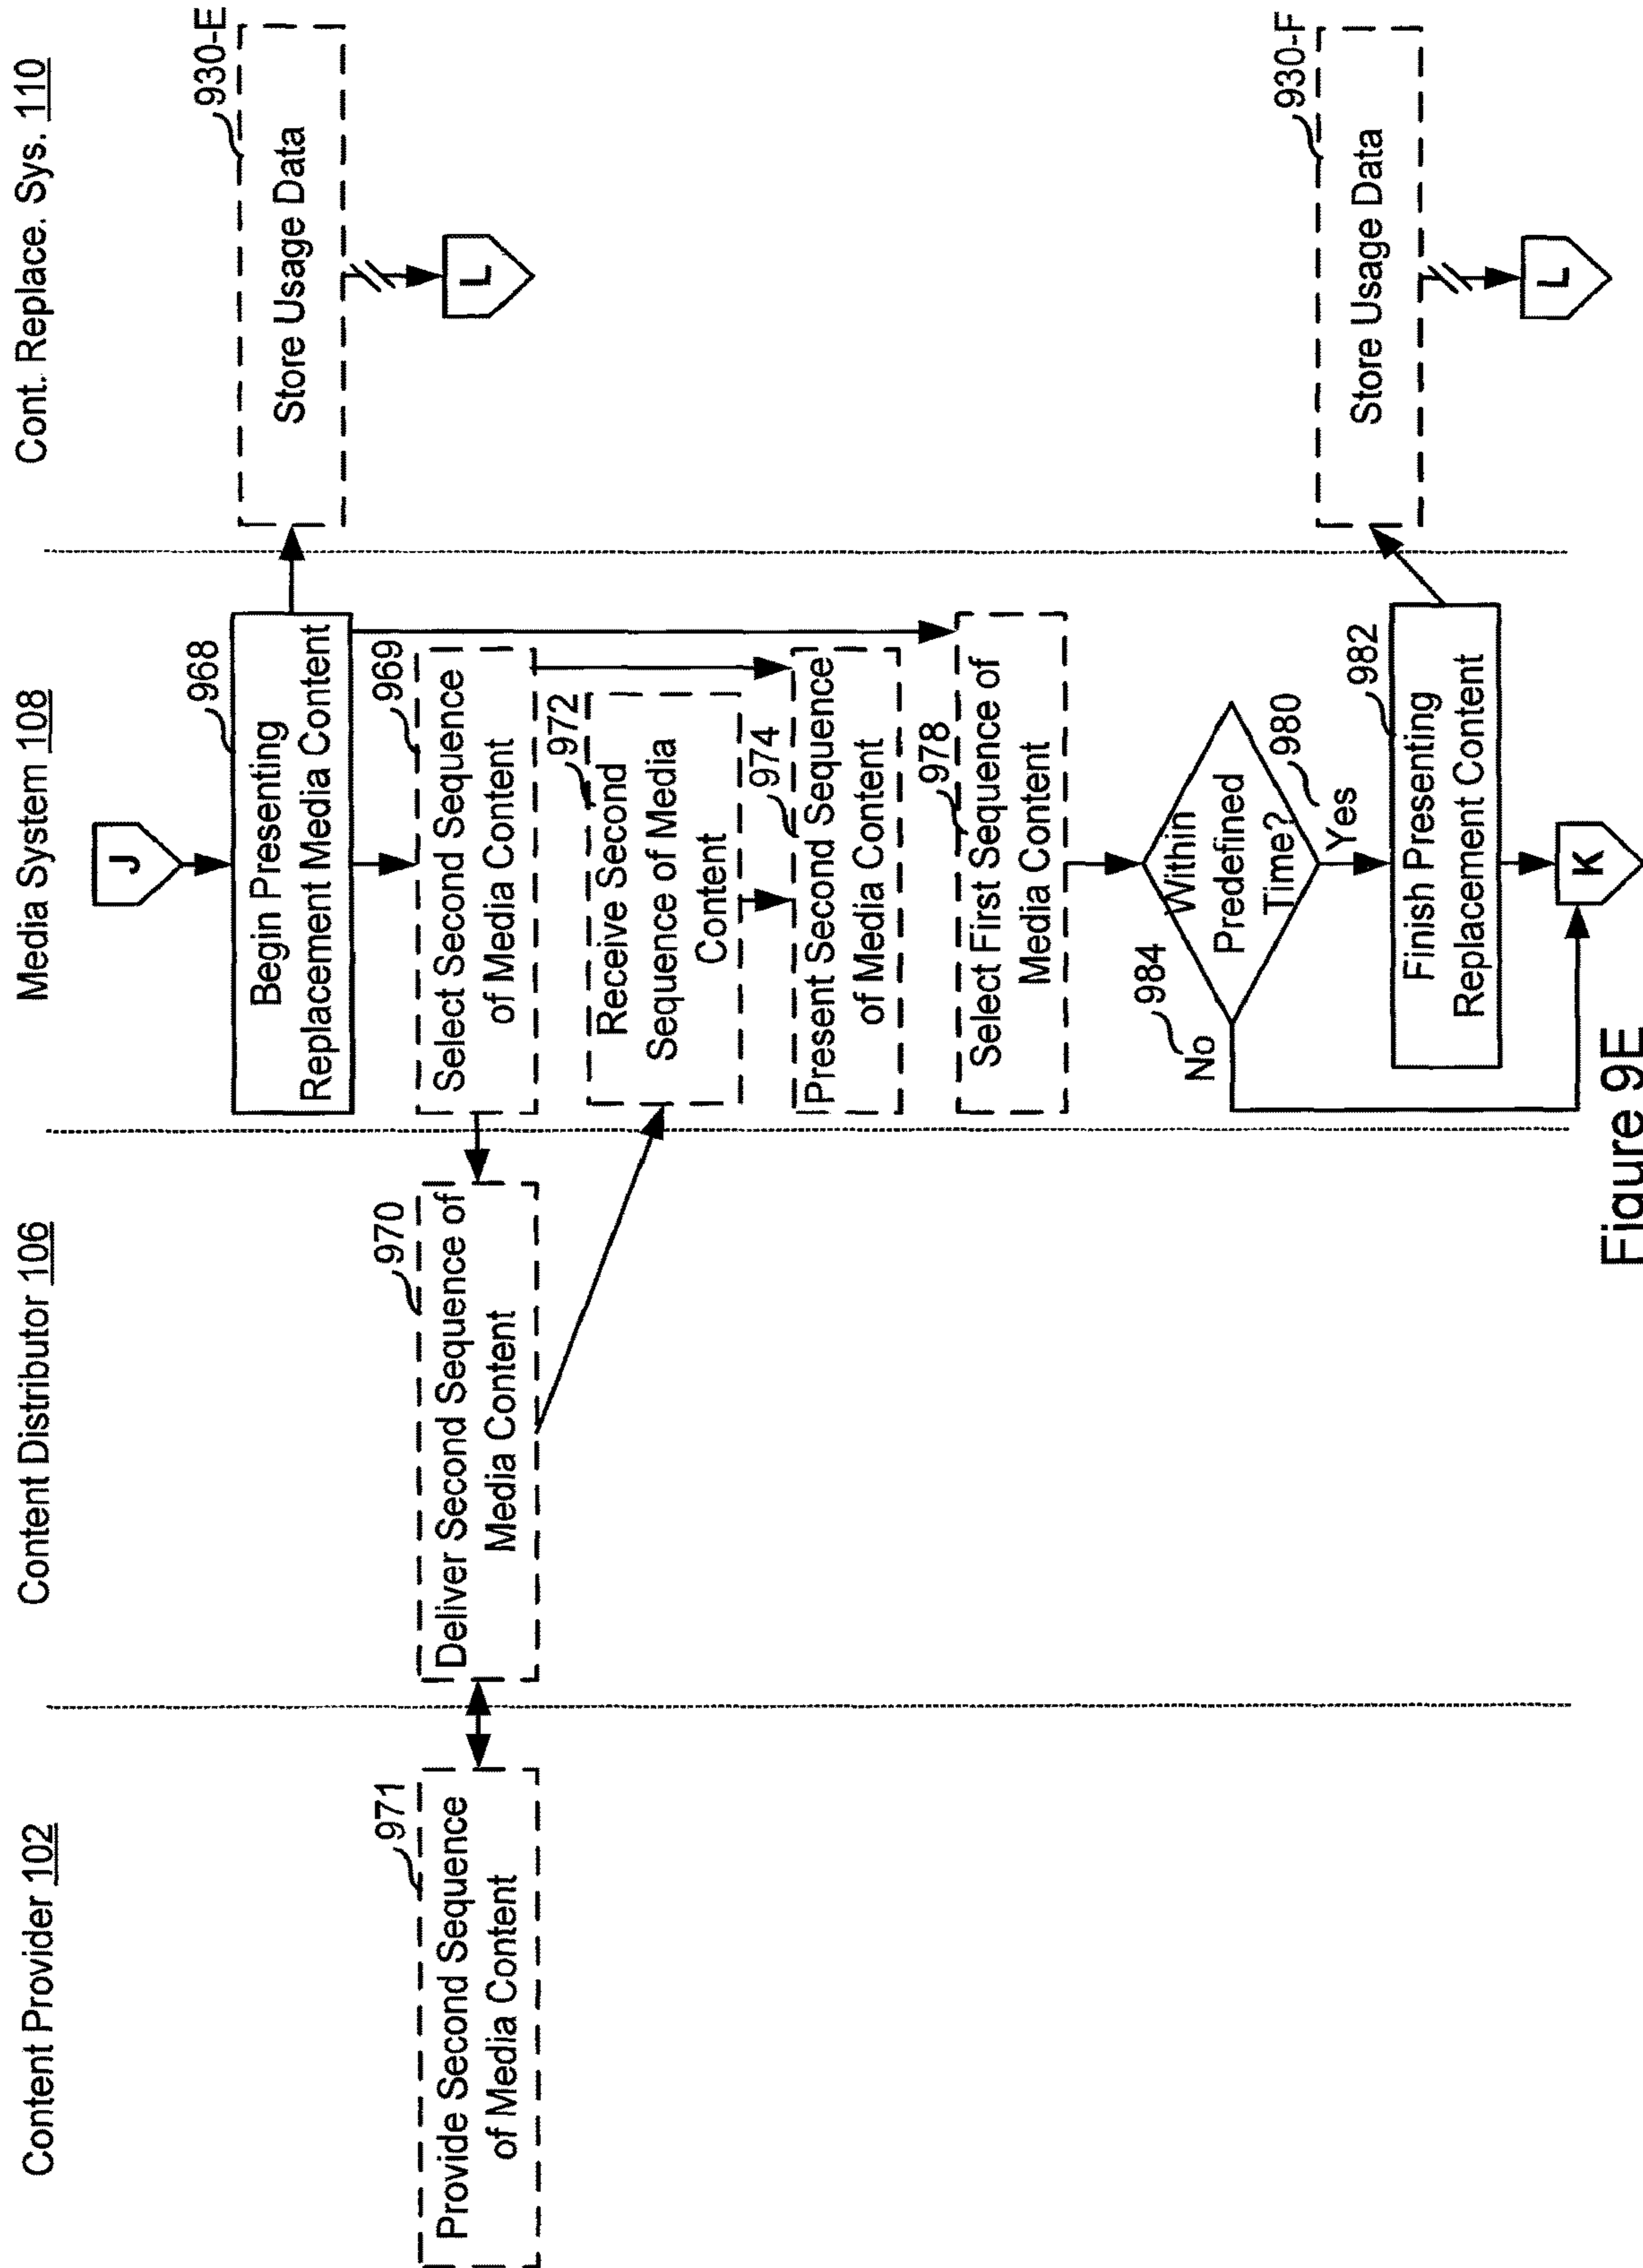 Content Provider 102
Content Distributor 106
Media System 108
Cont. Replace. Sys. 110
J
968
Begin Presenting
Replacement Media Content
930-E
Store Usage Data
L
971
Provide Second Sequence
of Media Content
970
Deliver Second Sequence of
Media Content
969
Select Second Sequence
of Media Content
972
Receive Second
Sequence of Media
Content
974
Present Second Sequence
of Media Content
978
Select First Sequence of
Media Content
984
No
Within
Predefined
Time?
980
Yes
982
Finish Presenting
Replacement Content
930-F
Store Usage Data
L
K
Figure 9E